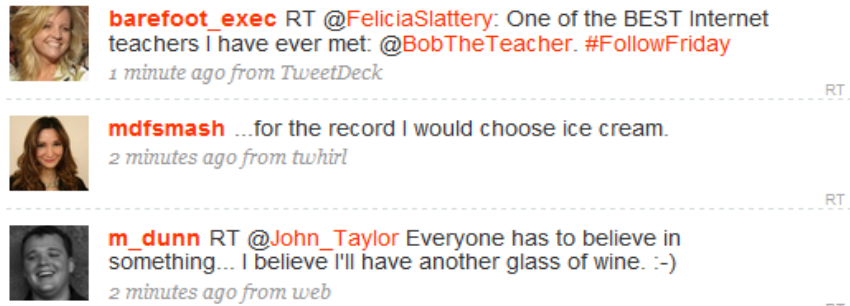 barefoot_exec RT @FeliciaSlattery: One of the BEST Internet
teachers I have ever met: @BobTheTeacher. #FollowFriday
1 minute ago from TweetDeck
RT
mdfsmash ...for the record I would choose ice cream.
2 minutes ago from twhirl
RT
m_dunn RT @John_Taylor Everyone has to believe in
something... I believe I'll have another glass of wine. :-)
2 minutes ago from web